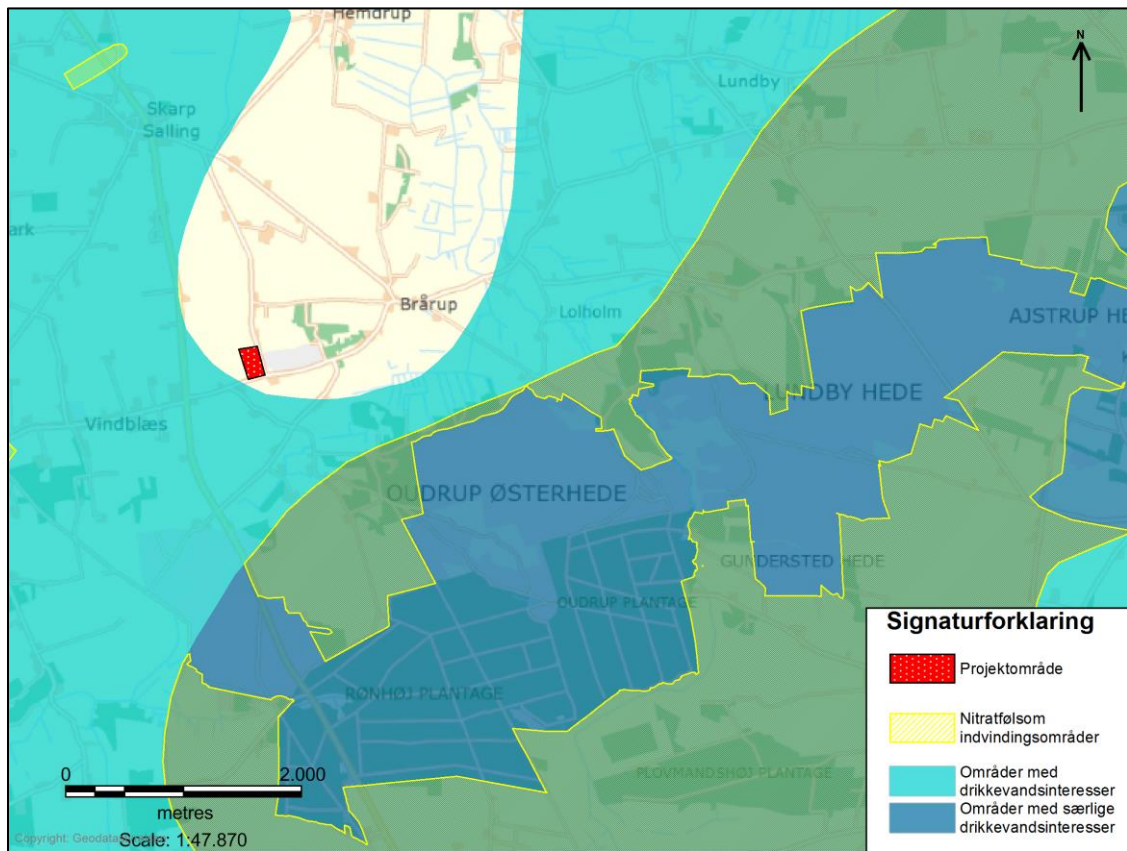 Hemdrup
N
Skarp
Salling
Lundby
ark
Brårup
Lolholm
AJSTRUP HE
K
LUNDBY HEDE
Vindblæs
OUDRUP ØSTERHEDE
GUNDERSTED HEDE
OUDRUP PLANTAGE
RØNHØJ PLANTAGE
PLOVMANDSHØJ PLANTAGE
0 2.000
metres
Scale: 1:47.870
Copyright: Geodata
Signaturforklaring
Projektområde
Nitratfølsom
indvindingsområder
Områder med
drikkevandsinteresser
Områder med særlige
drikkevandsinteresser